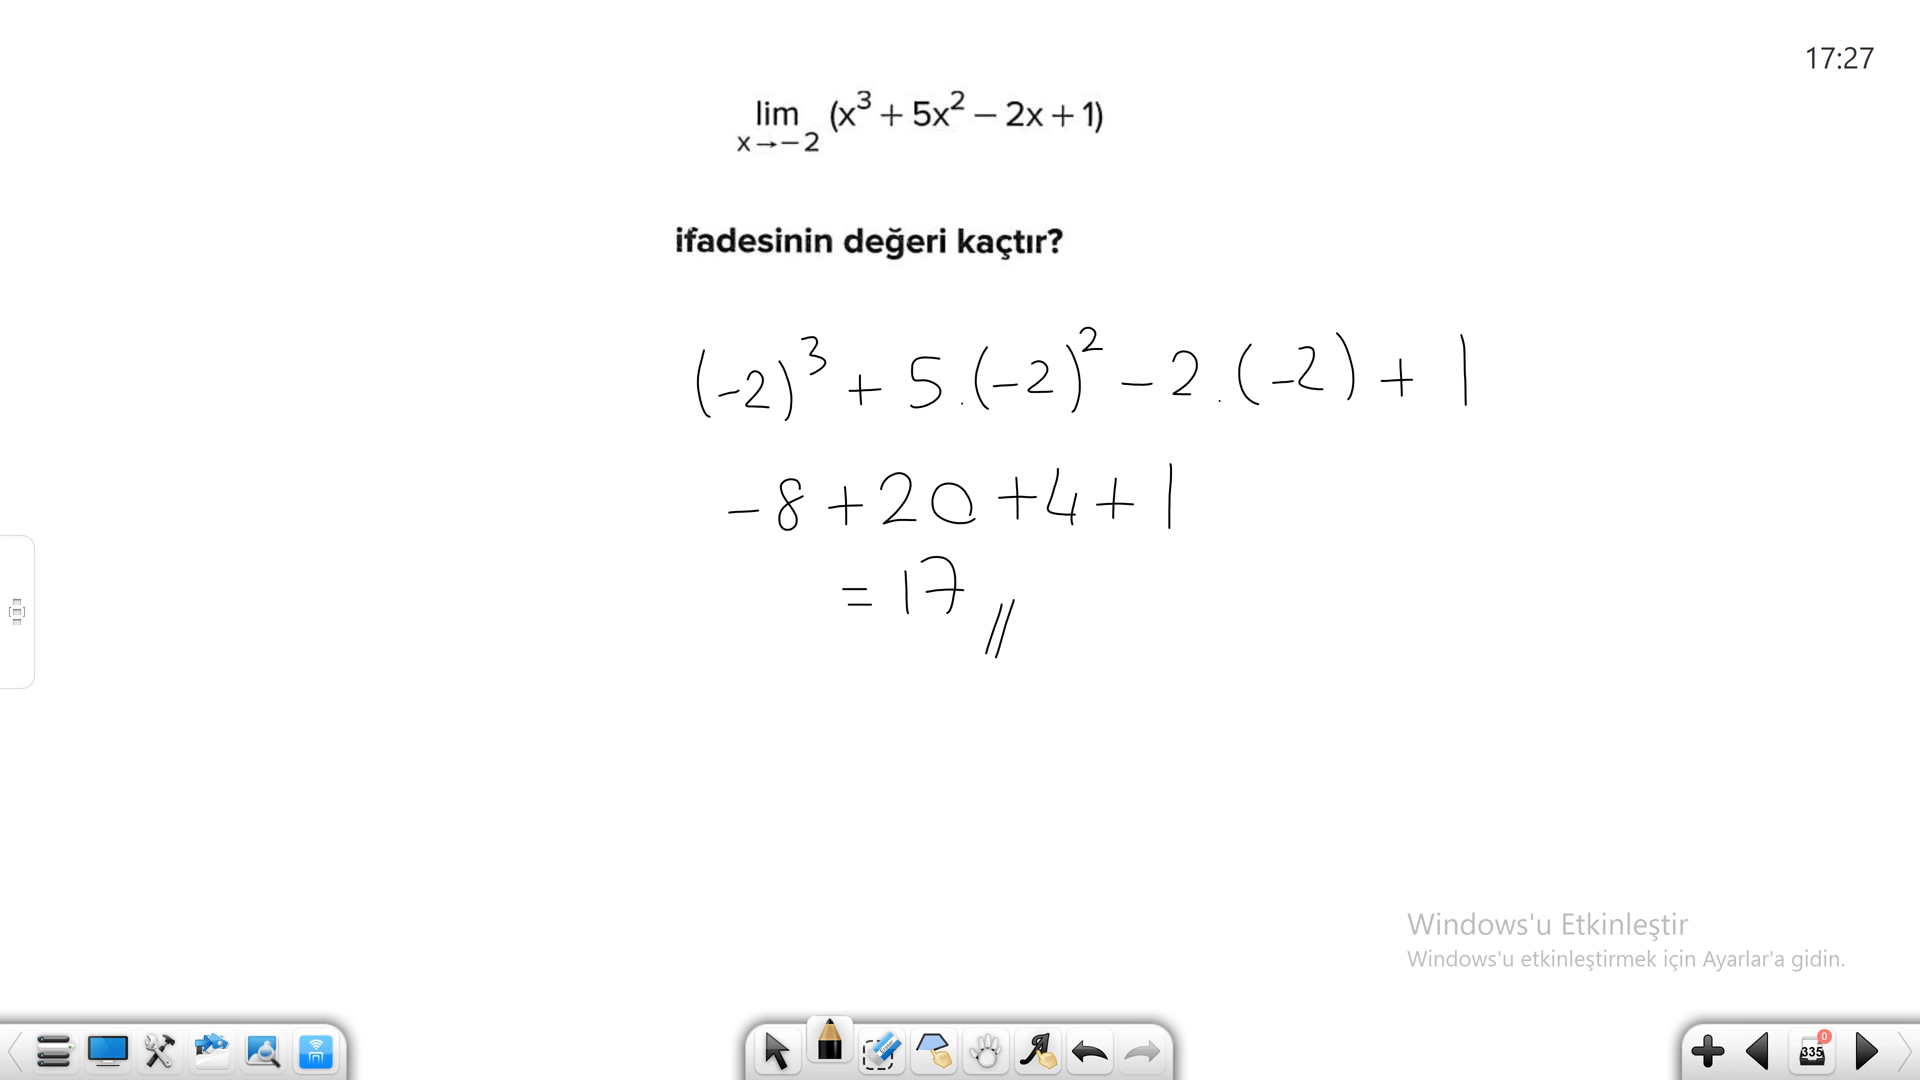 17:27
lim (x³ + 5x² − 2x + 1)
x→−2
ifadesinin değeri kaçtır?
(-2)³ + 5.(-2)² - 2.(-2) + 1
-8 + 20 + 4 + 1
= 17 //
Windows'u Etkinleştir
Windows'u etkinleştirmek için Ayarlar'a gidin.
0
335